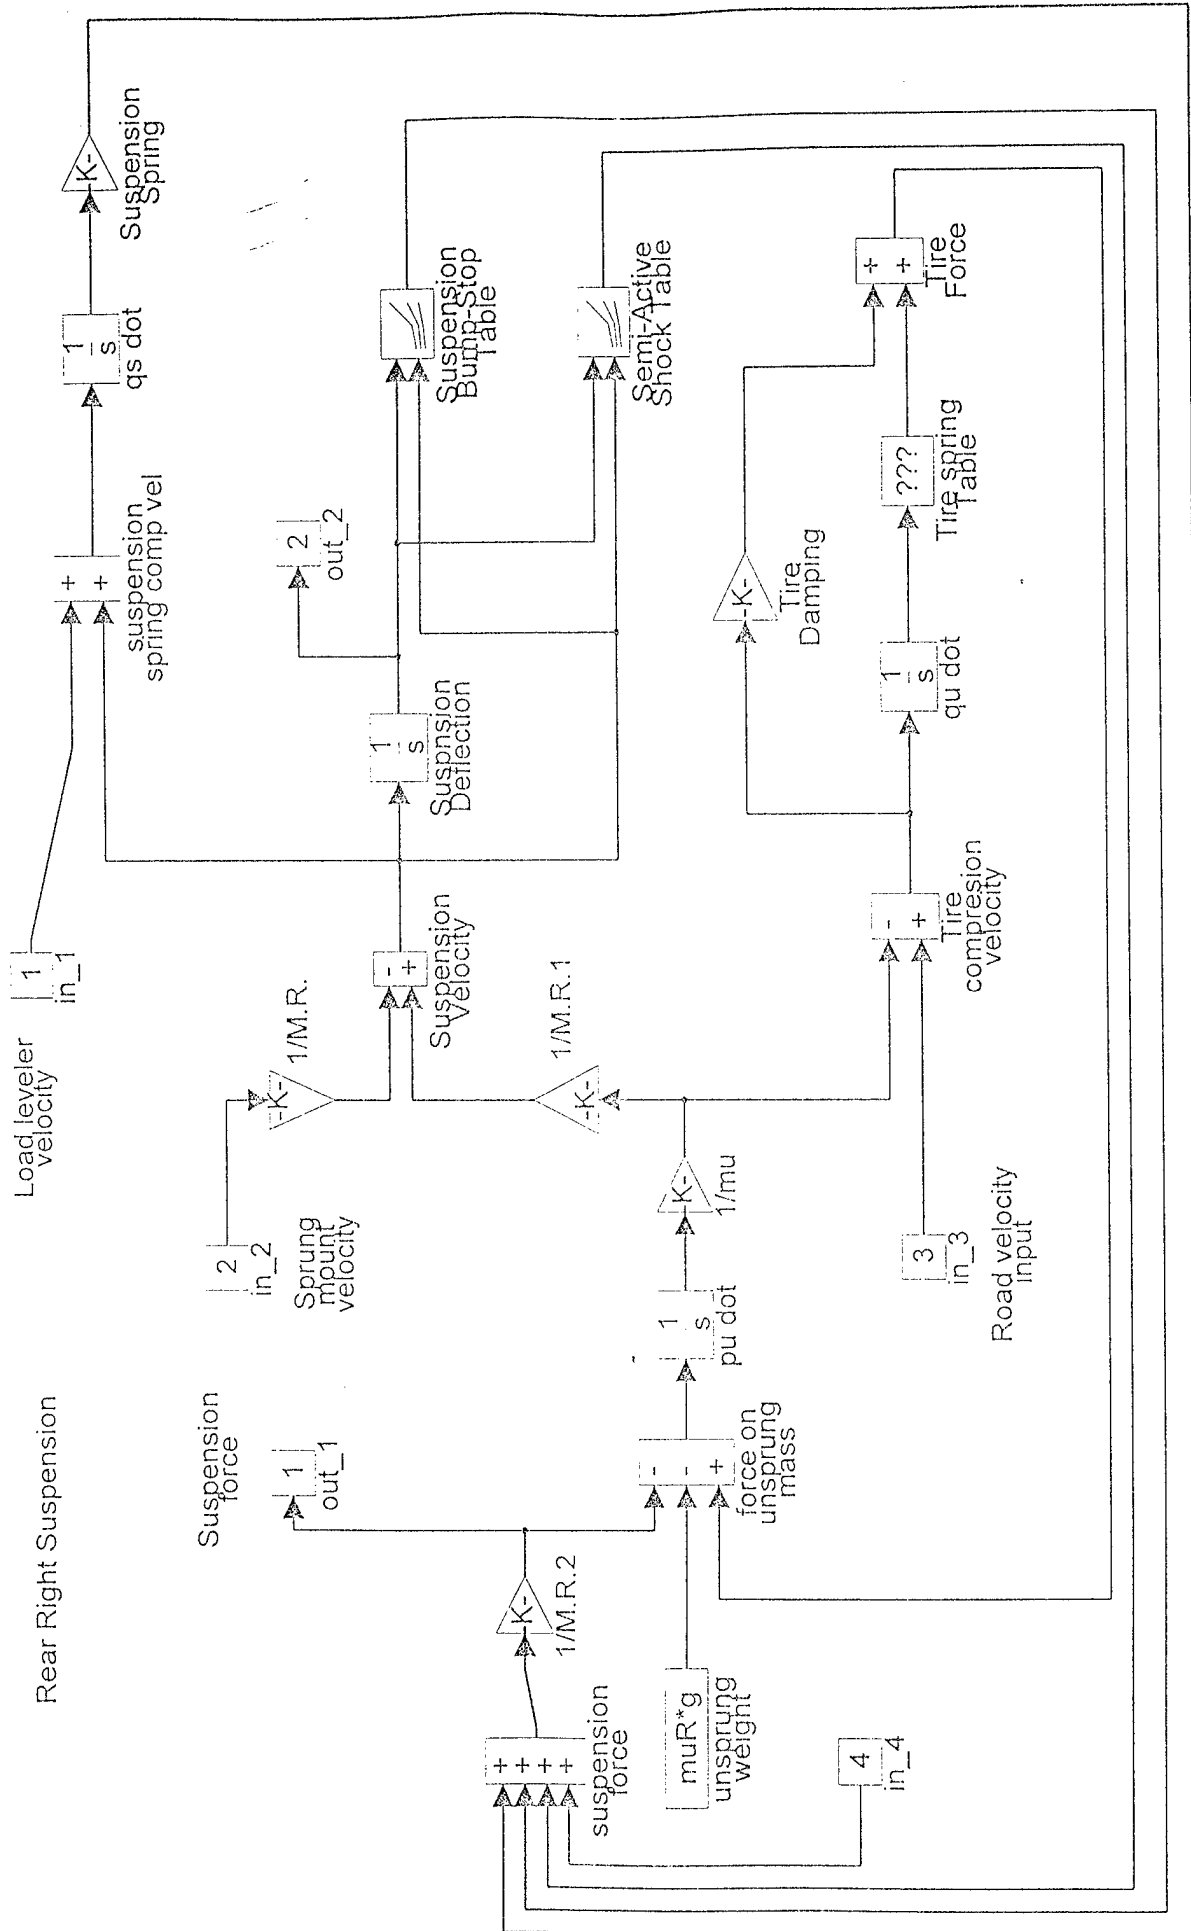 Rear Right Suspension
Load leveler
velocity
1
in_1
+
+
suspension
spring comp vel
1
s
qs dot
K-
Suspension
Spring
2
in_2
Sprung
mount
velocity
-K-
1/M.R.
-
+
Suspension
Velocity
1
s
Suspnsion
Deflection
2
out_2
Suspension
Bump-Stop
Table
Semi-Active
Shock Table
Suspension
force
1
out_1
-K-
1/M.R.1
+
+
+
+
suspension
force
K-
1/M.R.2
muR*g
unsprung
weight
-
-
+
force on
unsprung
mass
1
s
pu dot
K-
1/mu
4
in_4
3
in_3
Road velocity
input
-
+
Tire
compresion
velocity
-K-
Tire
Damping
1
s
qu dot
???
Tire spring
Table
+
+
Tire
Force